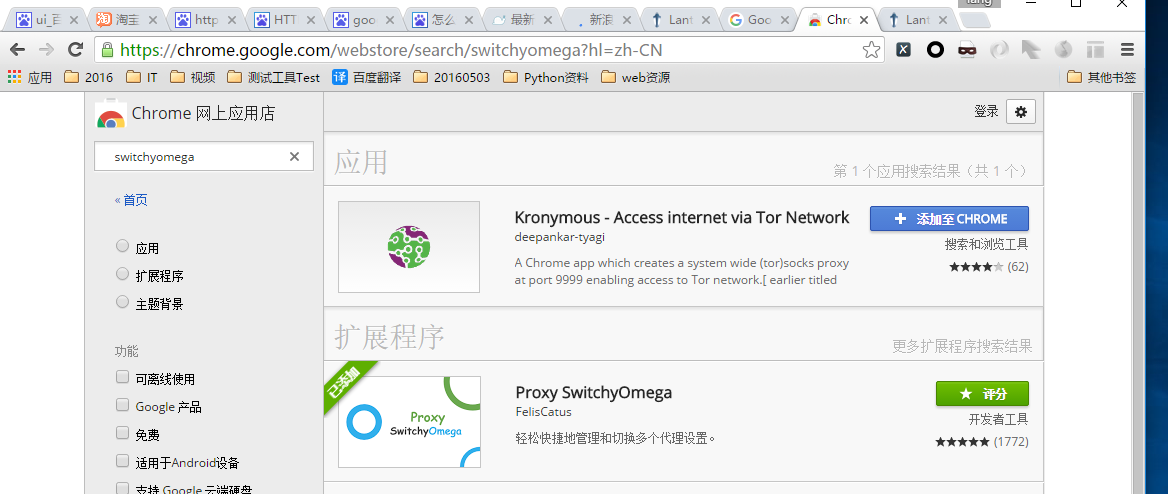 ui_百
淘宝
http
HTT
goo
怎么
最新
新浪
Lant
Goo
Chr
Lant
https://chrome.google.com/webstore/search/switchyomega?hl=zh-CN
应用 2016 IT 视频 测试工具Test 译 百度翻译 20160503 Python资料 web资源 其他书签
Chrome 网上应用店
登录
switchyomega
« 首页
应用
扩展程序
主题背景
功能
可离线使用
Google 产品
免费
适用于Android设备
支持 Google 云端硬盘
应用
第 1 个应用搜索结果（共 1 个）
Kronymous - Access internet via Tor Network
deepankar-tyagi
A Chrome app which creates a system wide (tor)socks proxy
at port 9999 enabling access to Tor network.[ earlier titled
添加至 CHROME
搜索和浏览工具
(62)
扩展程序
更多扩展程序搜索结果
已添加
Proxy
SwitchyOmega
Proxy SwitchyOmega
FelisCatus
轻松快捷地管理和切换多个代理设置。
评分
开发者工具
(1772)